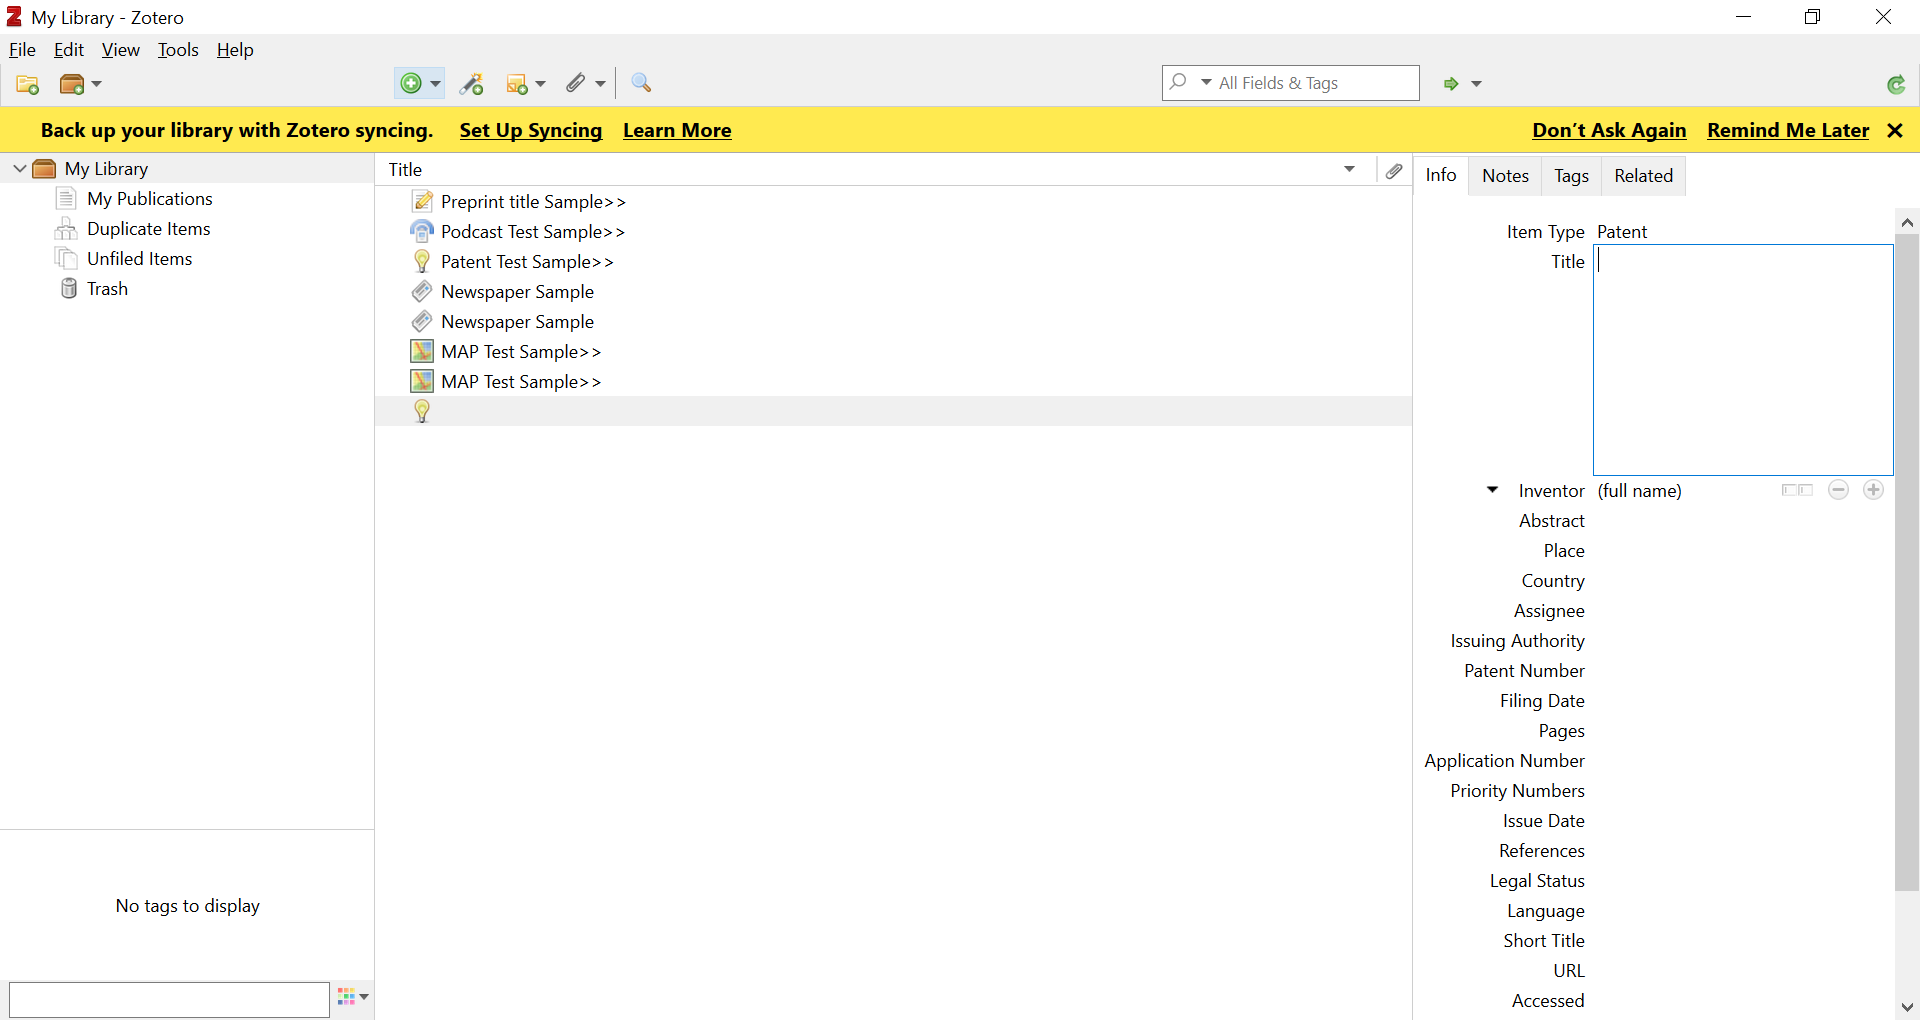 My Library - Zotero
File Edit View Tools Help
All Fields & Tags
Back up your library with Zotero syncing. Set Up Syncing Learn More Don't Ask Again Remind Me Later
My Library
My Publications
Duplicate Items
Unfiled Items
Trash
No tags to display
Title
Preprint title Sample>>
Podcast Test Sample>>
Patent Test Sample>>
Newspaper Sample
Newspaper Sample
MAP Test Sample>>
MAP Test Sample>>
Info Notes Tags Related
Item Type Patent
Title
Inventor (full name)
Abstract
Place
Country
Assignee
Issuing Authority
Patent Number
Filing Date
Pages
Application Number
Priority Numbers
Issue Date
References
Legal Status
Language
Short Title
URL
Accessed